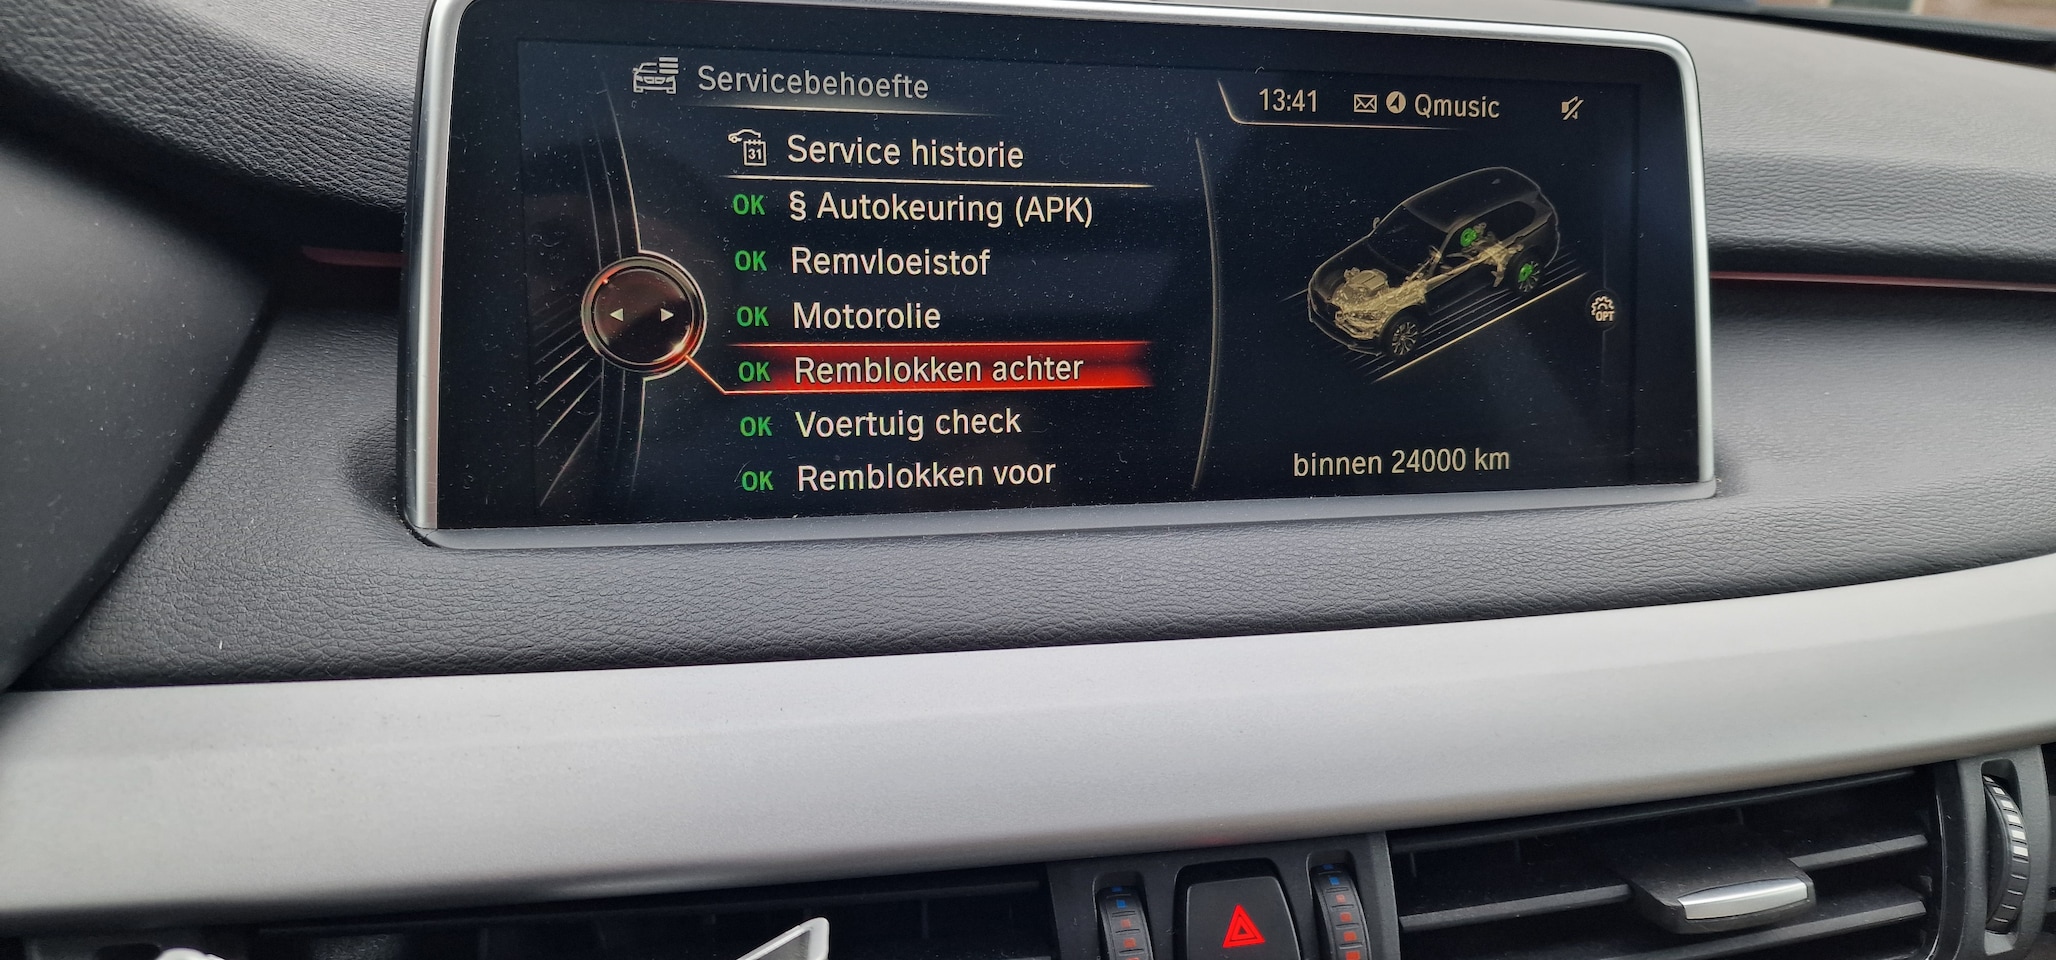 Servicebehoefte
13:41 Qmusic
31 Service historie
OK § Autokeuring (APK)
OK Remvloeistof
OK Motorolie
OK Remblokken achter
OK Voertuig check
OK Remblokken voor
OPT
binnen 24000 km